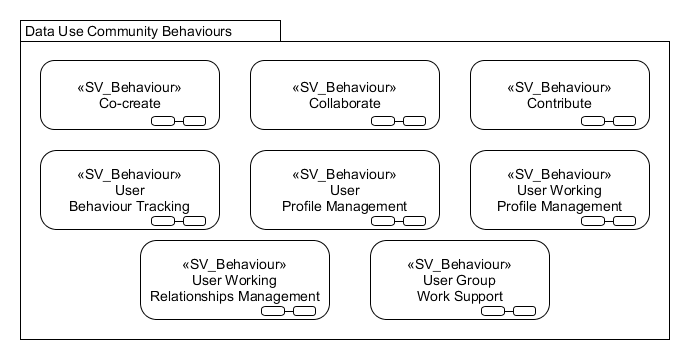 Data Use Community Behaviours
«SV_Behaviour»
Co-create
«SV_Behaviour»
Collaborate
«SV_Behaviour»
Contribute
«SV_Behaviour»
User
Behaviour Tracking
«SV_Behaviour»
User
Profile Management
«SV_Behaviour»
User Working
Profile Management
«SV_Behaviour»
User Working
Relationships Management
«SV_Behaviour»
User Group
Work Support